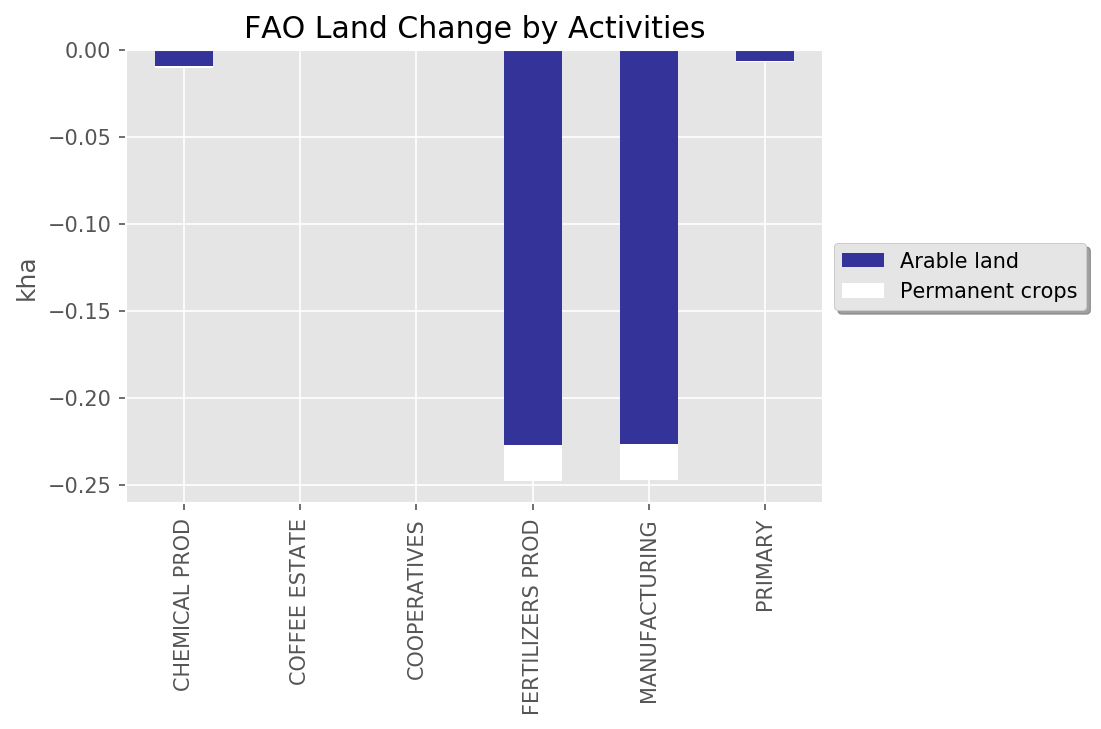 FAO Land Change by Activities
0.00
−0.05
−0.10
−0.15
−0.20
−0.25
kha
Arable land
Permanent crops
CHEMICAL PROD
COFFEE ESTATE
COOPERATIVES
FERTILIZERS PROD
MANUFACTURING
PRIMARY